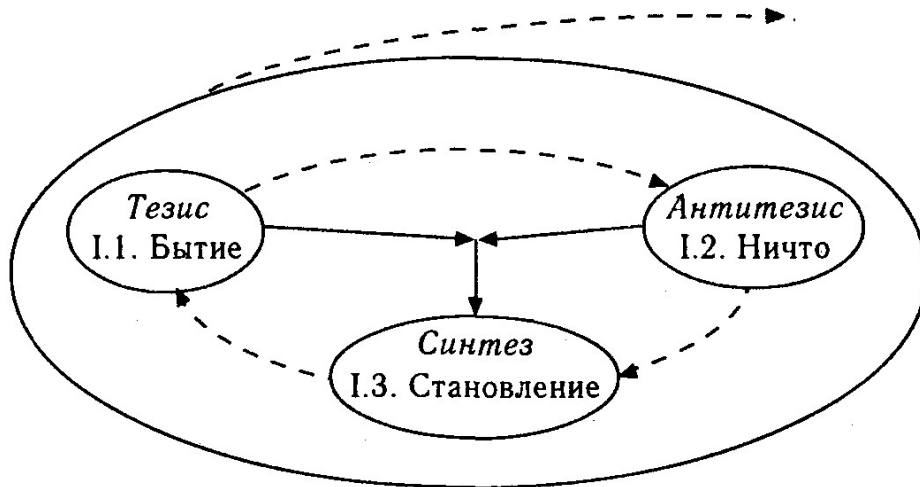 Тезис
I.1. Бытие
Антитезис
I.2. Ничто
Синтез
I.3. Становление